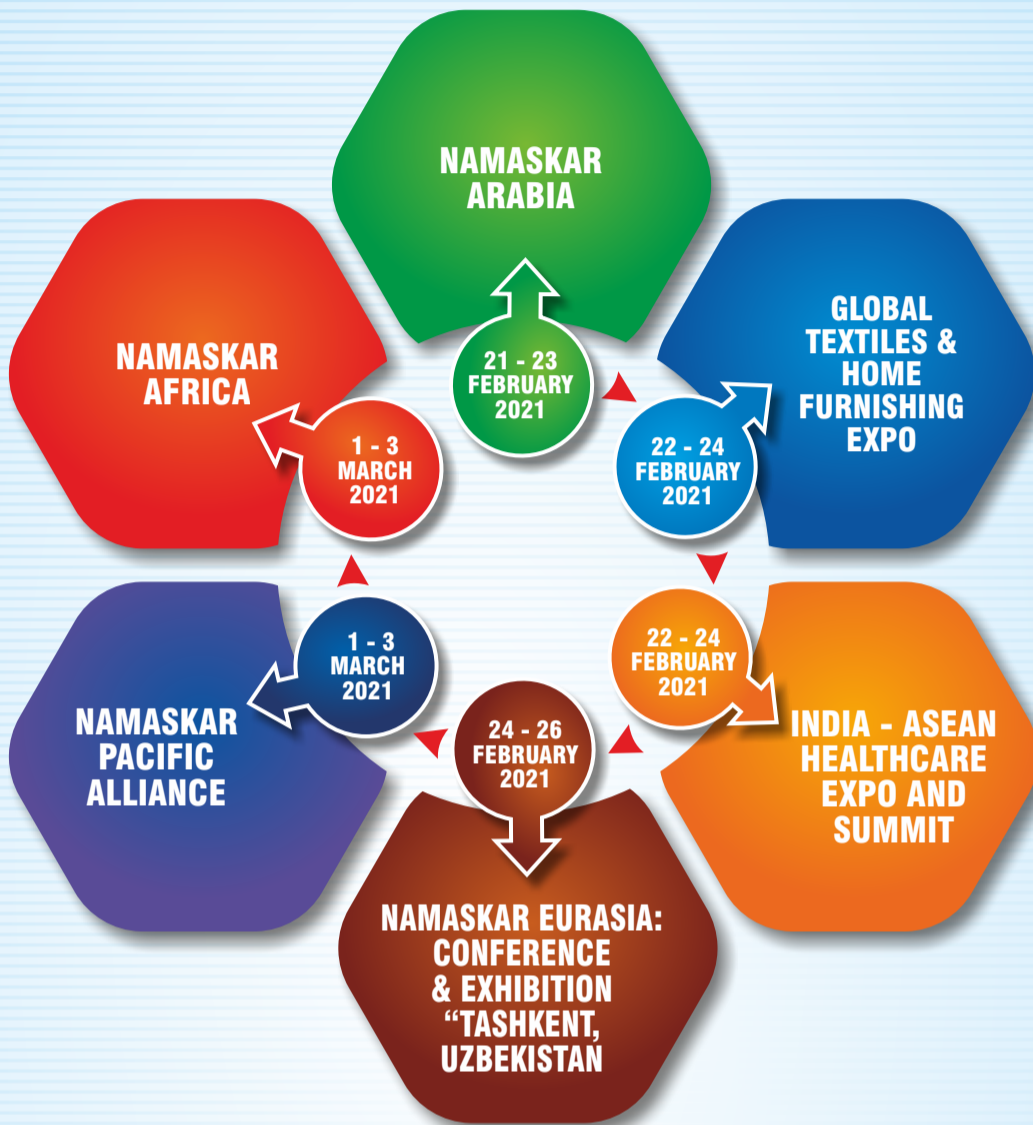 NAMASKAR
ARABIA
21 - 23
FEBRUARY
2021
GLOBAL
TEXTILES &
HOME
FURNISHING
EXPO
22 - 24
FEBRUARY
2021
INDIA - ASEAN
HEALTHCARE
EXPO AND
SUMMIT
22 - 24
FEBRUARY
2021
NAMASKAR EURASIA:
CONFERENCE
& EXHIBITION
“TASHKENT,
UZBEKISTAN
24 - 26
FEBRUARY
2021
NAMASKAR
PACIFIC
ALLIANCE
1 - 3
MARCH
2021
NAMASKAR
AFRICA
1 - 3
MARCH
2021